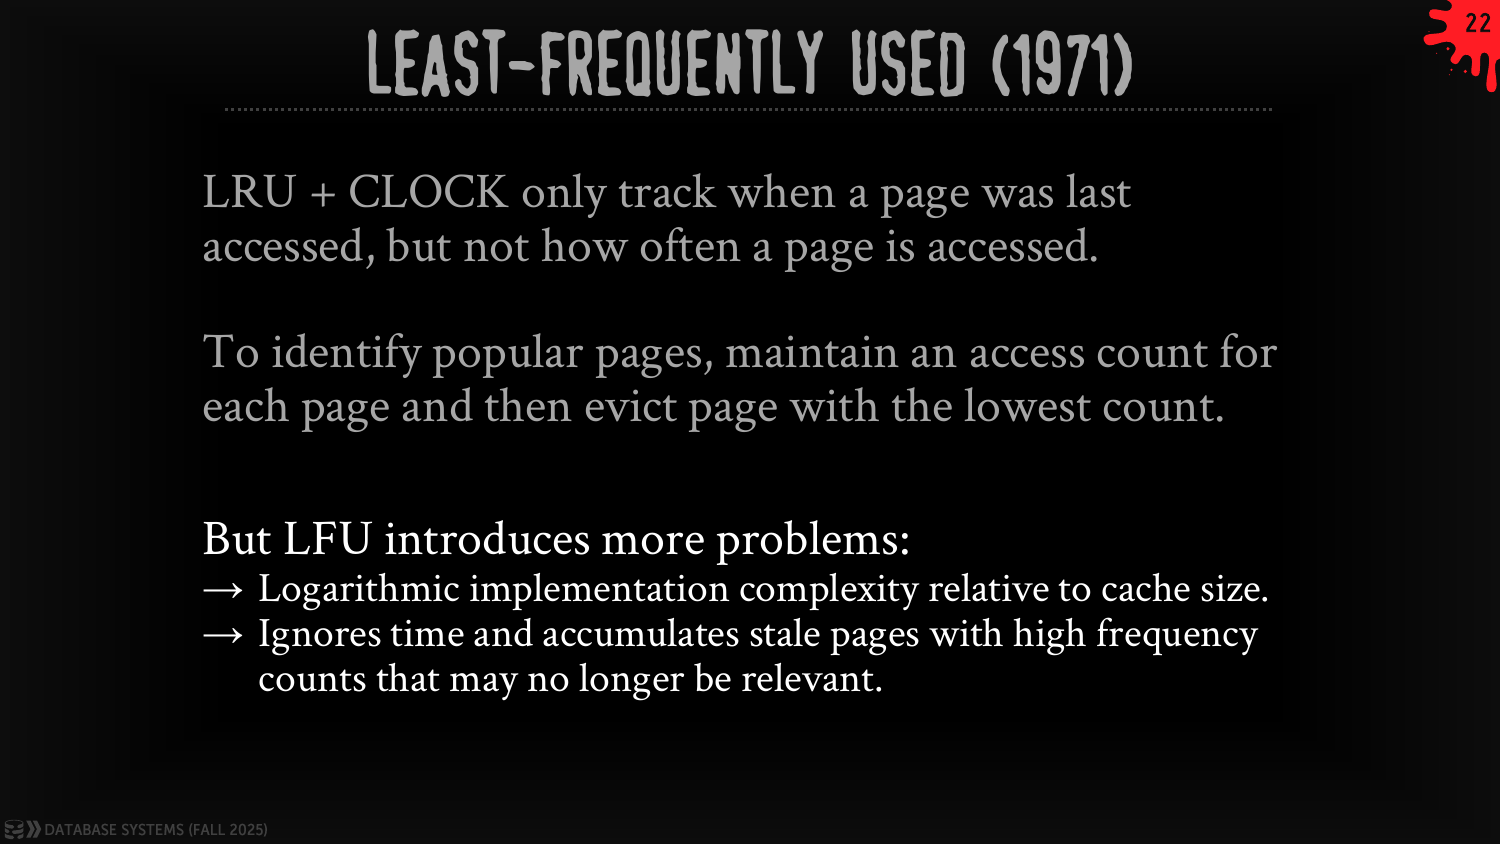 22
LEAST-FREQUENTLY USED (1971)
LRU + CLOCK only track when a page was last
accessed, but not how often a page is accessed.
To identify popular pages, maintain an access count for
each page and then evict page with the lowest count.
But LFU introduces more problems:
→ Logarithmic implementation complexity relative to cache size.
→ Ignores time and accumulates stale pages with high frequency
counts that may no longer be relevant.
DATABASE SYSTEMS (FALL 2025)